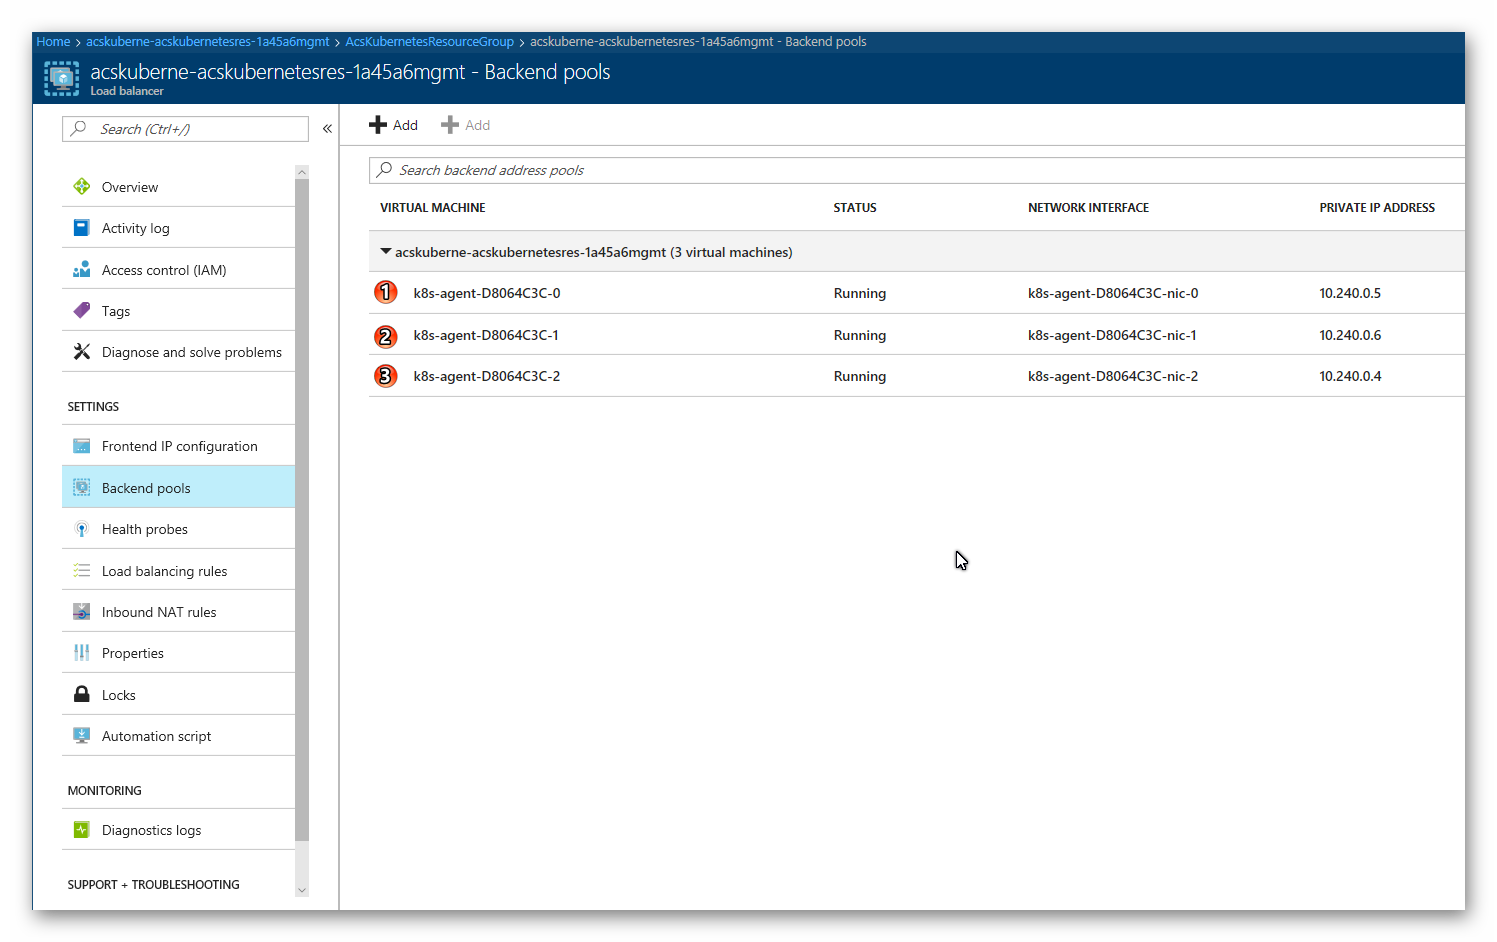 Home > acskuberne-acskubernetesres-1a45a6mgmt > AcsKubernetesResourceGroup > acskuberne-acskubernetesres-1a45a6mgmt - Backend pools
acskuberne-acskubernetesres-1a45a6mgmt - Backend pools
Load balancer
Search (Ctrl+/)
«
Overview
Activity log
Access control (IAM)
Tags
Diagnose and solve problems
SETTINGS
Frontend IP configuration
Backend pools
Health probes
Load balancing rules
Inbound NAT rules
Properties
Locks
Automation script
MONITORING
Diagnostics logs
SUPPORT + TROUBLESHOOTING
Add Add
Search backend address pools
VIRTUAL MACHINE STATUS NETWORK INTERFACE PRIVATE IP ADDRESS
acskuberne-acskubernetesres-1a45a6mgmt (3 virtual machines)
1 k8s-agent-D8064C3C-0 Running k8s-agent-D8064C3C-nic-0 10.240.0.5
2 k8s-agent-D8064C3C-1 Running k8s-agent-D8064C3C-nic-1 10.240.0.6
3 k8s-agent-D8064C3C-2 Running k8s-agent-D8064C3C-nic-2 10.240.0.4